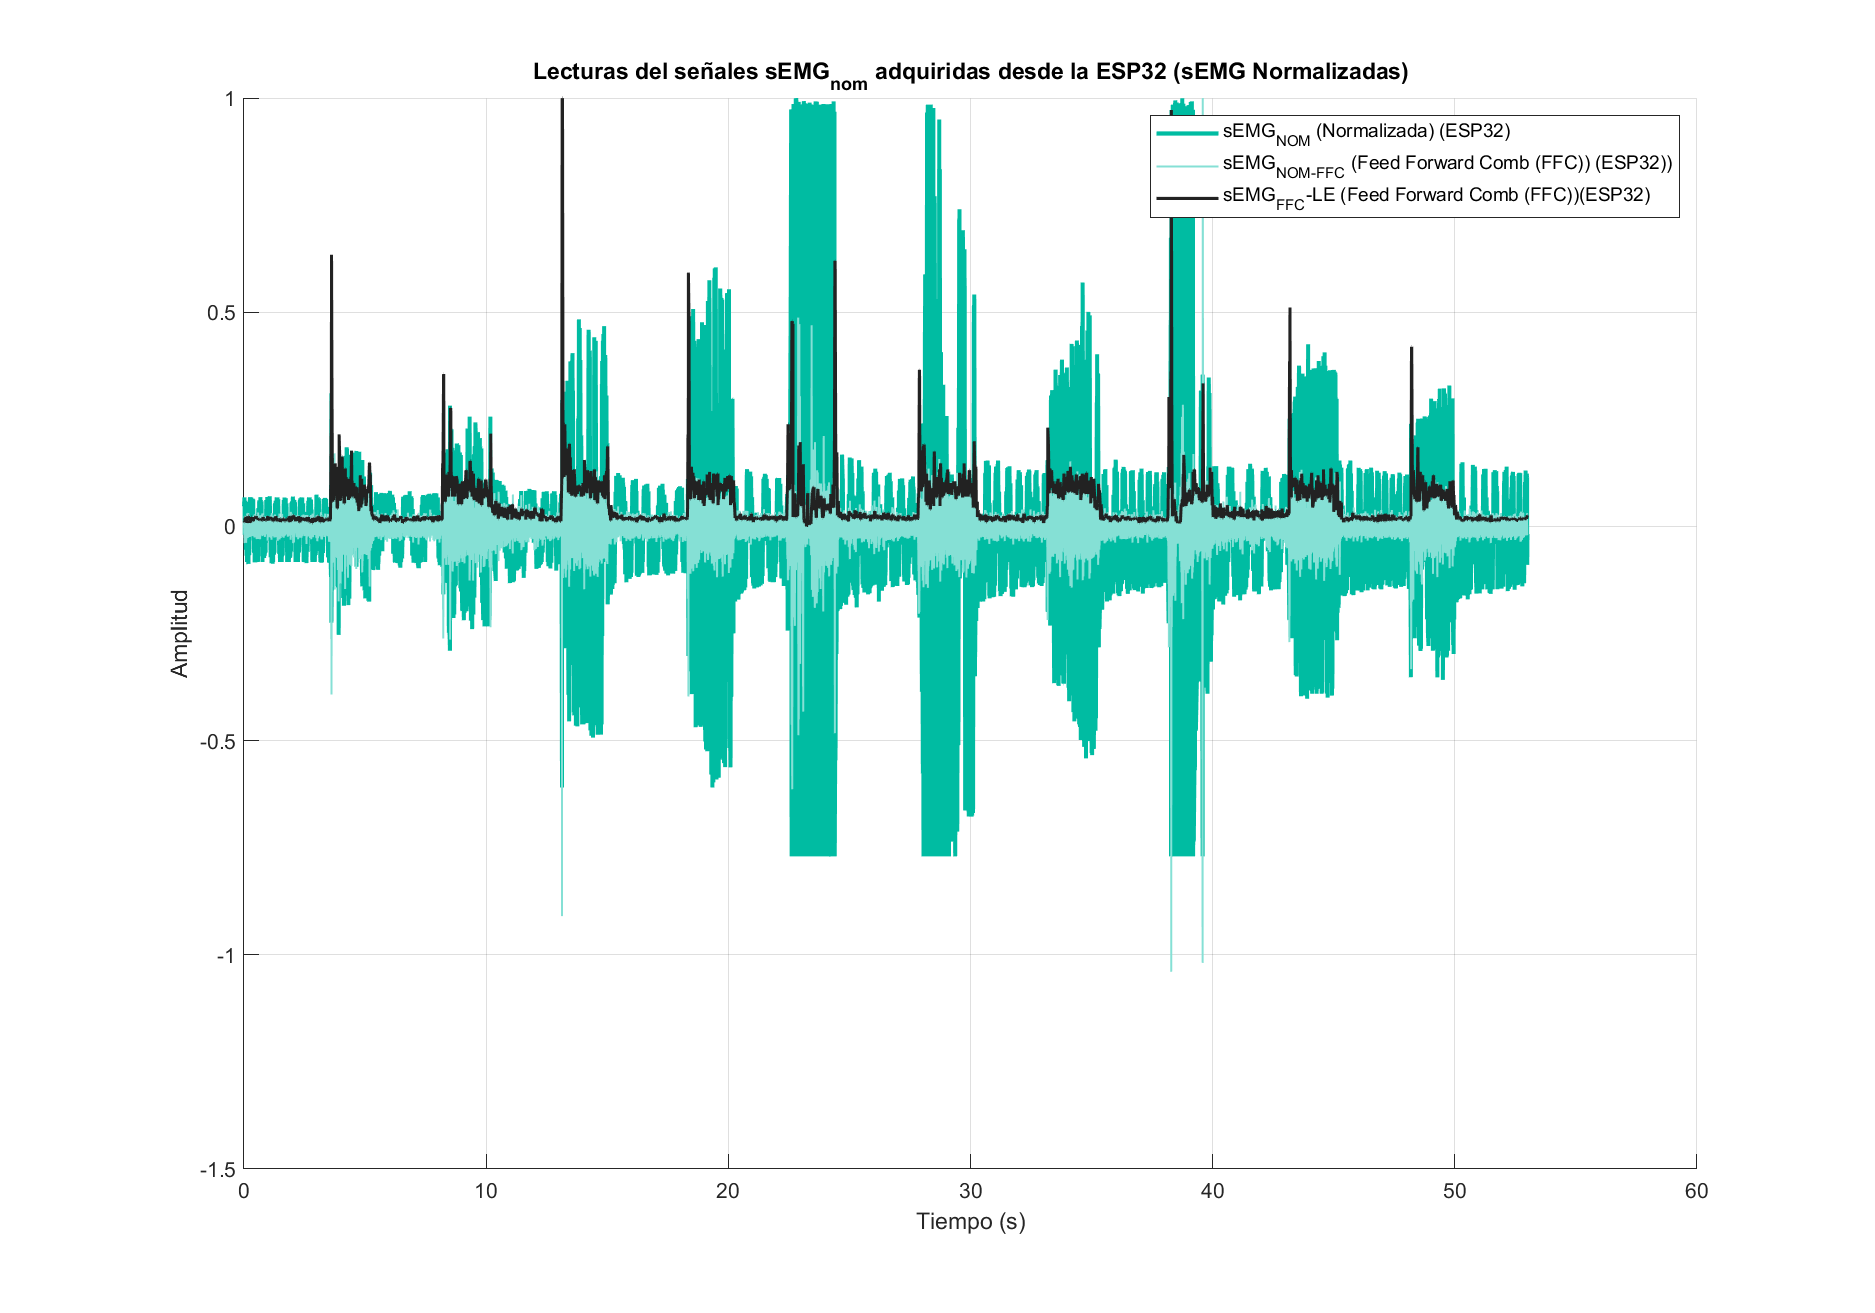 Lecturas del señales sEMGnom adquiridas desde la ESP32 (sEMG Normalizadas)
sEMGNOM (Normalizada) (ESP32)
sEMGNOM-FFC (Feed Forward Comb (FFC)) (ESP32))
sEMGFFC-LE (Feed Forward Comb (FFC))(ESP32)
1
0.5
0
-0.5
-1
-1.5
Amplitud
0 10 20 30 40 50 60
Tiempo (s)